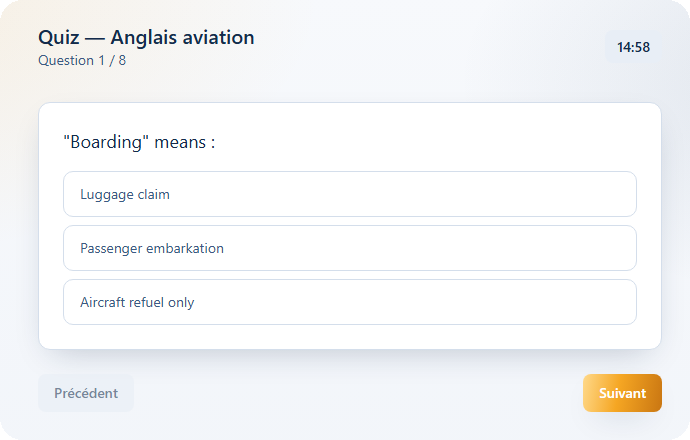 Quiz — Anglais aviation
Question 1 / 8
14:58
"Boarding" means :
Luggage claim
Passenger embarkation
Aircraft refuel only
Précédent
Suivant